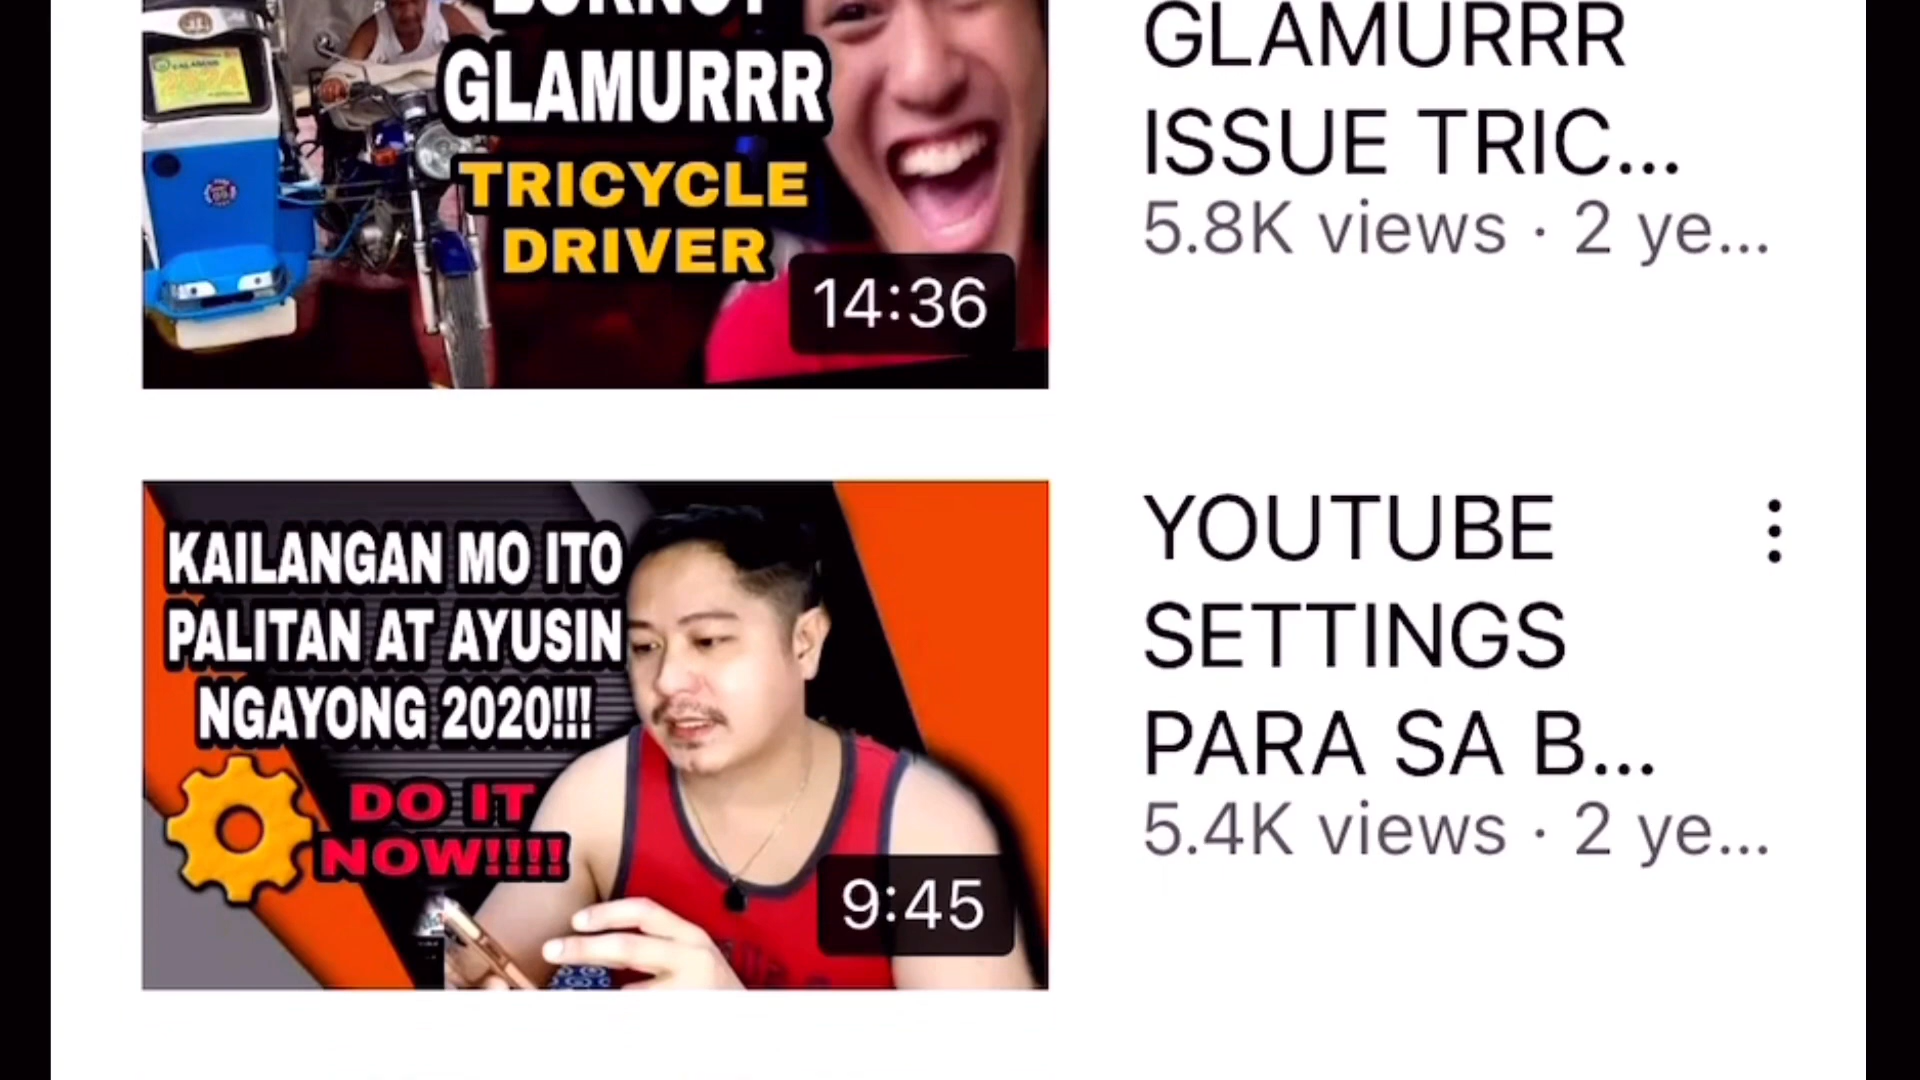 GLAMURRR
TRICYCLE
DRIVER
14:36
GLAMURRR
ISSUE TRIC...
5.8K views · 2 ye...
KAILANGAN MO ITO
PALITAN AT AYUSIN
NGAYONG 2020!!!
DO IT
NOW!!!!
9:45
YOUTUBE
SETTINGS
PARA SA B...
5.4K views · 2 ye...